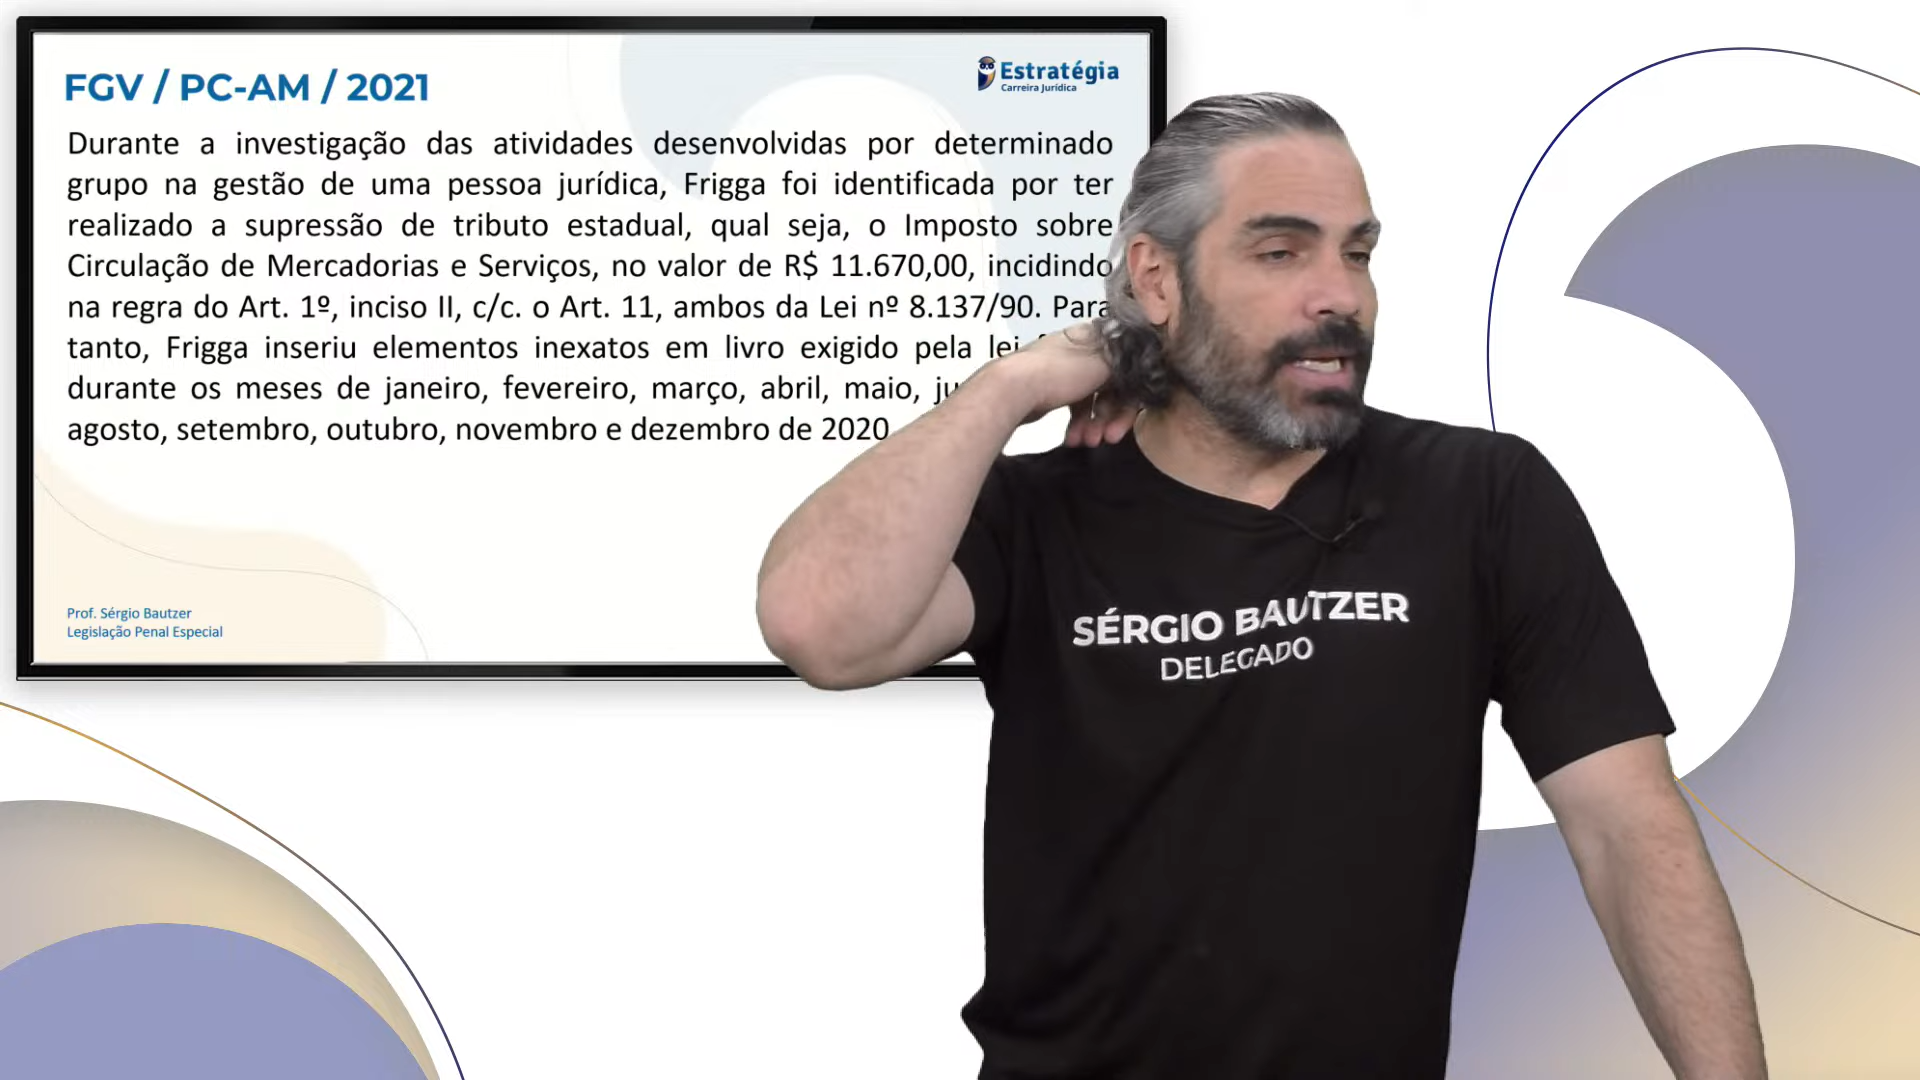 FGV / PC-AM / 2021
Estratégia
Carreira Jurídica
Durante a investigação das atividades desenvolvidas por determinado
grupo na gestão de uma pessoa jurídica, Frigga foi identificada por ter
realizado a supressão de tributo estadual, qual seja, o Imposto sobre
Circulação de Mercadorias e Serviços, no valor de R$ 11.670,00, incidindo
na regra do Art. 1º, inciso II, c/c. o Art. 11, ambos da Lei nº 8.137/90. Para
tanto, Frigga inseriu elementos inexatos em livro exigido pela lei
durante os meses de janeiro, fevereiro, março, abril, maio,
agosto, setembro, outubro, novembro e dezembro de 2020
Prof. Sérgio Bautzer
Legislação Penal Especial
SÉRGIO BAUTZER
DELEGADO